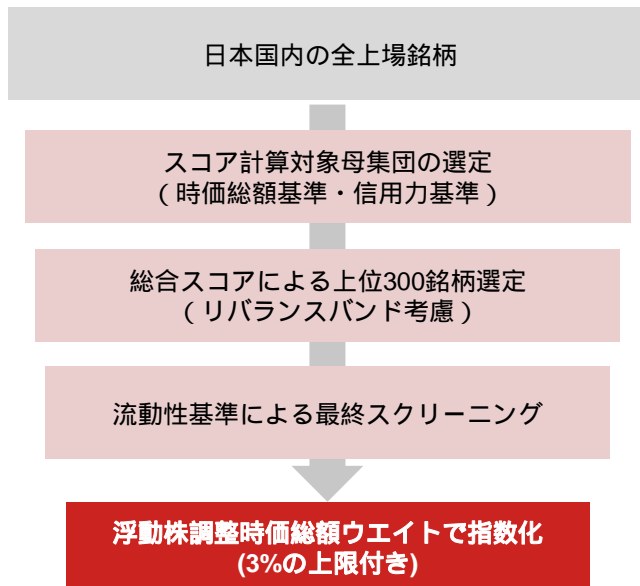 日本国内の全上場銘柄
スコア計算対象母集団の選定
（時価総額基準・信用力基準）
総合スコアによる上位300銘柄選定
（リバランスバンド考慮）
流動性基準による最終スクリーニング
浮動株調整時価総額ウエイトで指数化
(3%の上限付き)